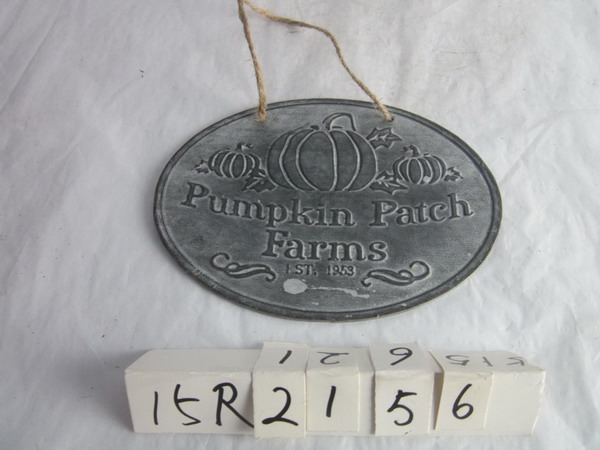 Pumpkin Patch
Farms
EST. 1953
15R2156